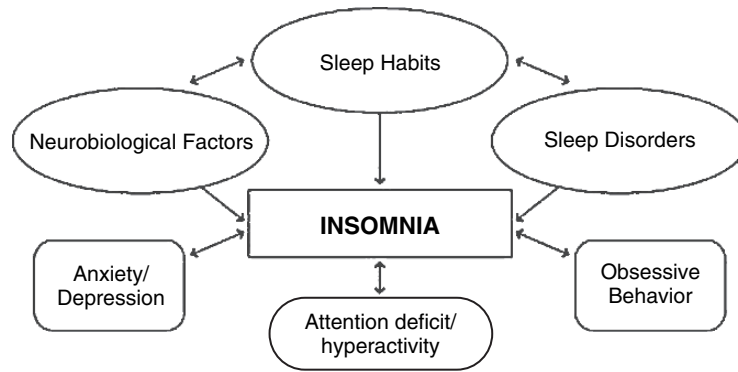 Sleep Habits
Neurobiological Factors
Sleep Disorders
INSOMNIA
Anxiety/
Depression
Obsessive
Behavior
Attention deficit/
hyperactivity